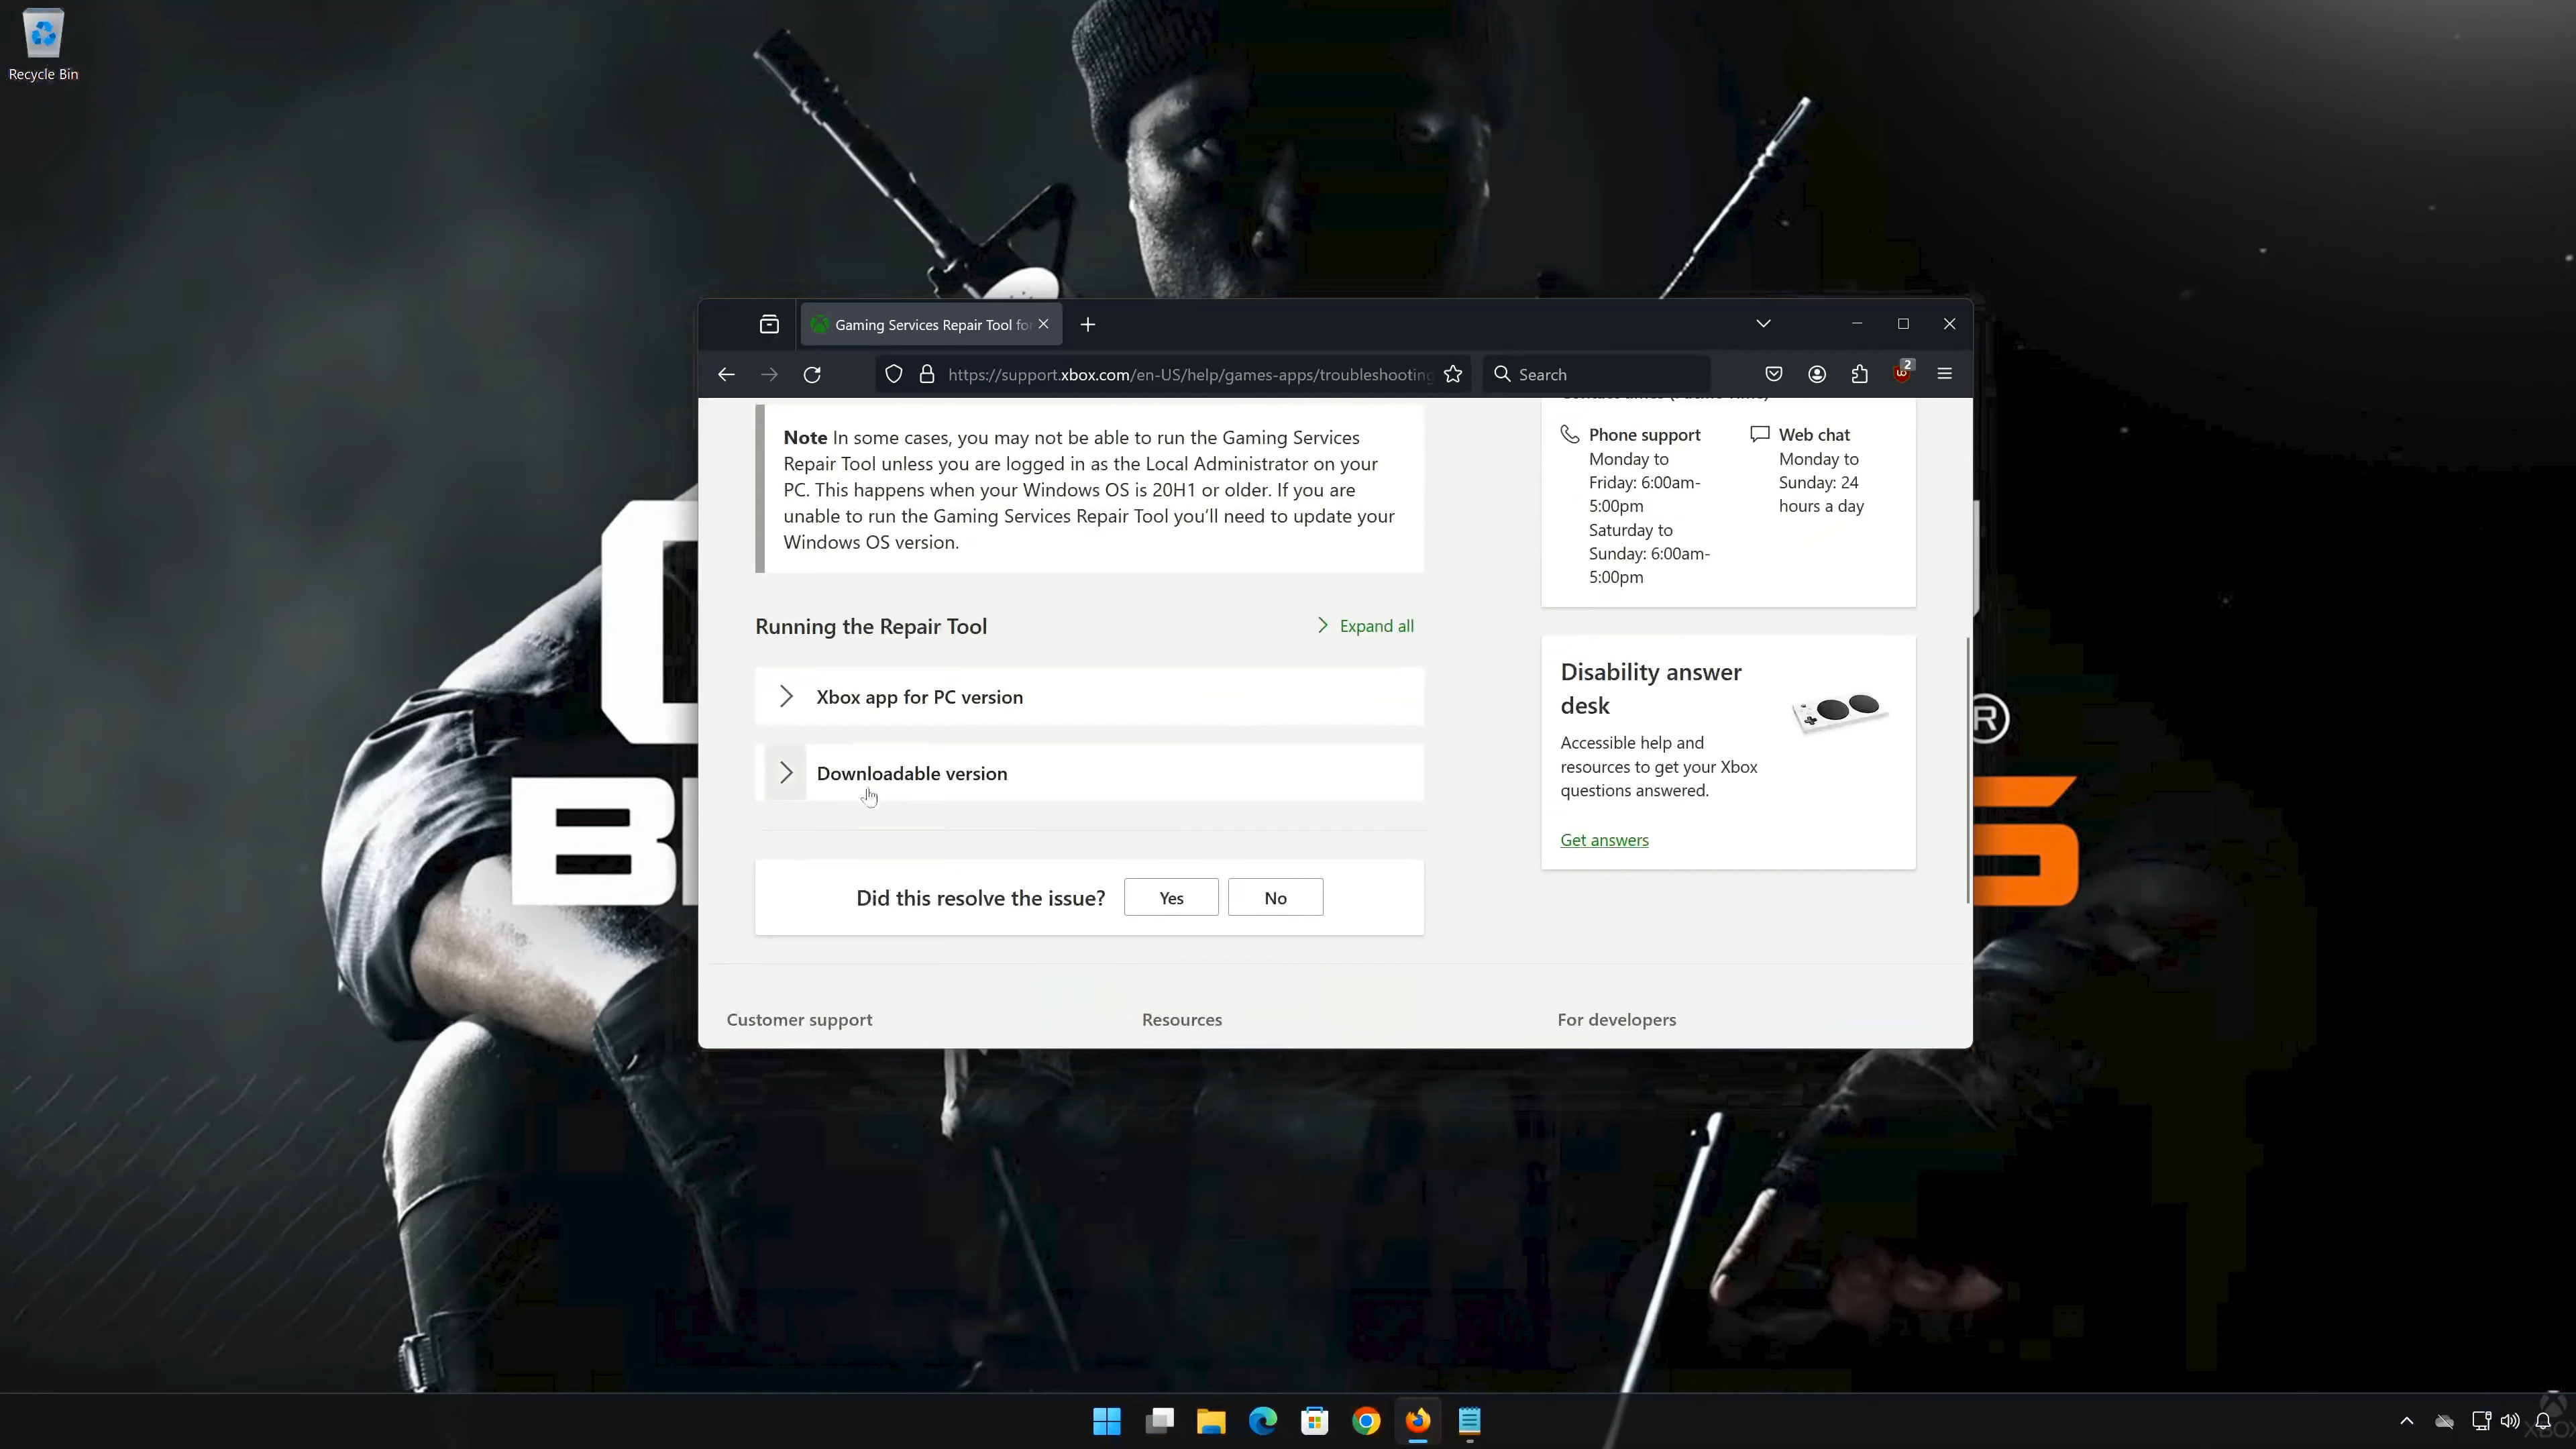 Recycle Bin
Gaming Services Repair Tool for
https://support.xbox.com/en-US/help/games-apps/troubleshooting
Search
2
Note In some cases, you may not be able to run the Gaming Services
Repair Tool unless you are logged in as the Local Administrator on your
PC. This happens when your Windows OS is 20H1 or older. If you are
unable to run the Gaming Services Repair Tool you’ll need to update your
Windows OS version.
Running the Repair Tool
Expand all
Xbox app for PC version
Downloadable version
Did this resolve the issue?
Yes
No
Phone support
Monday to
Friday: 6:00am-
5:00pm
Saturday to
Sunday: 6:00am-
5:00pm
Web chat
Monday to
Sunday: 24
hours a day
Disability answer
desk
Accessible help and
resources to get your Xbox
questions answered.
Get answers
Customer support
Resources
For developers
®
XBOX